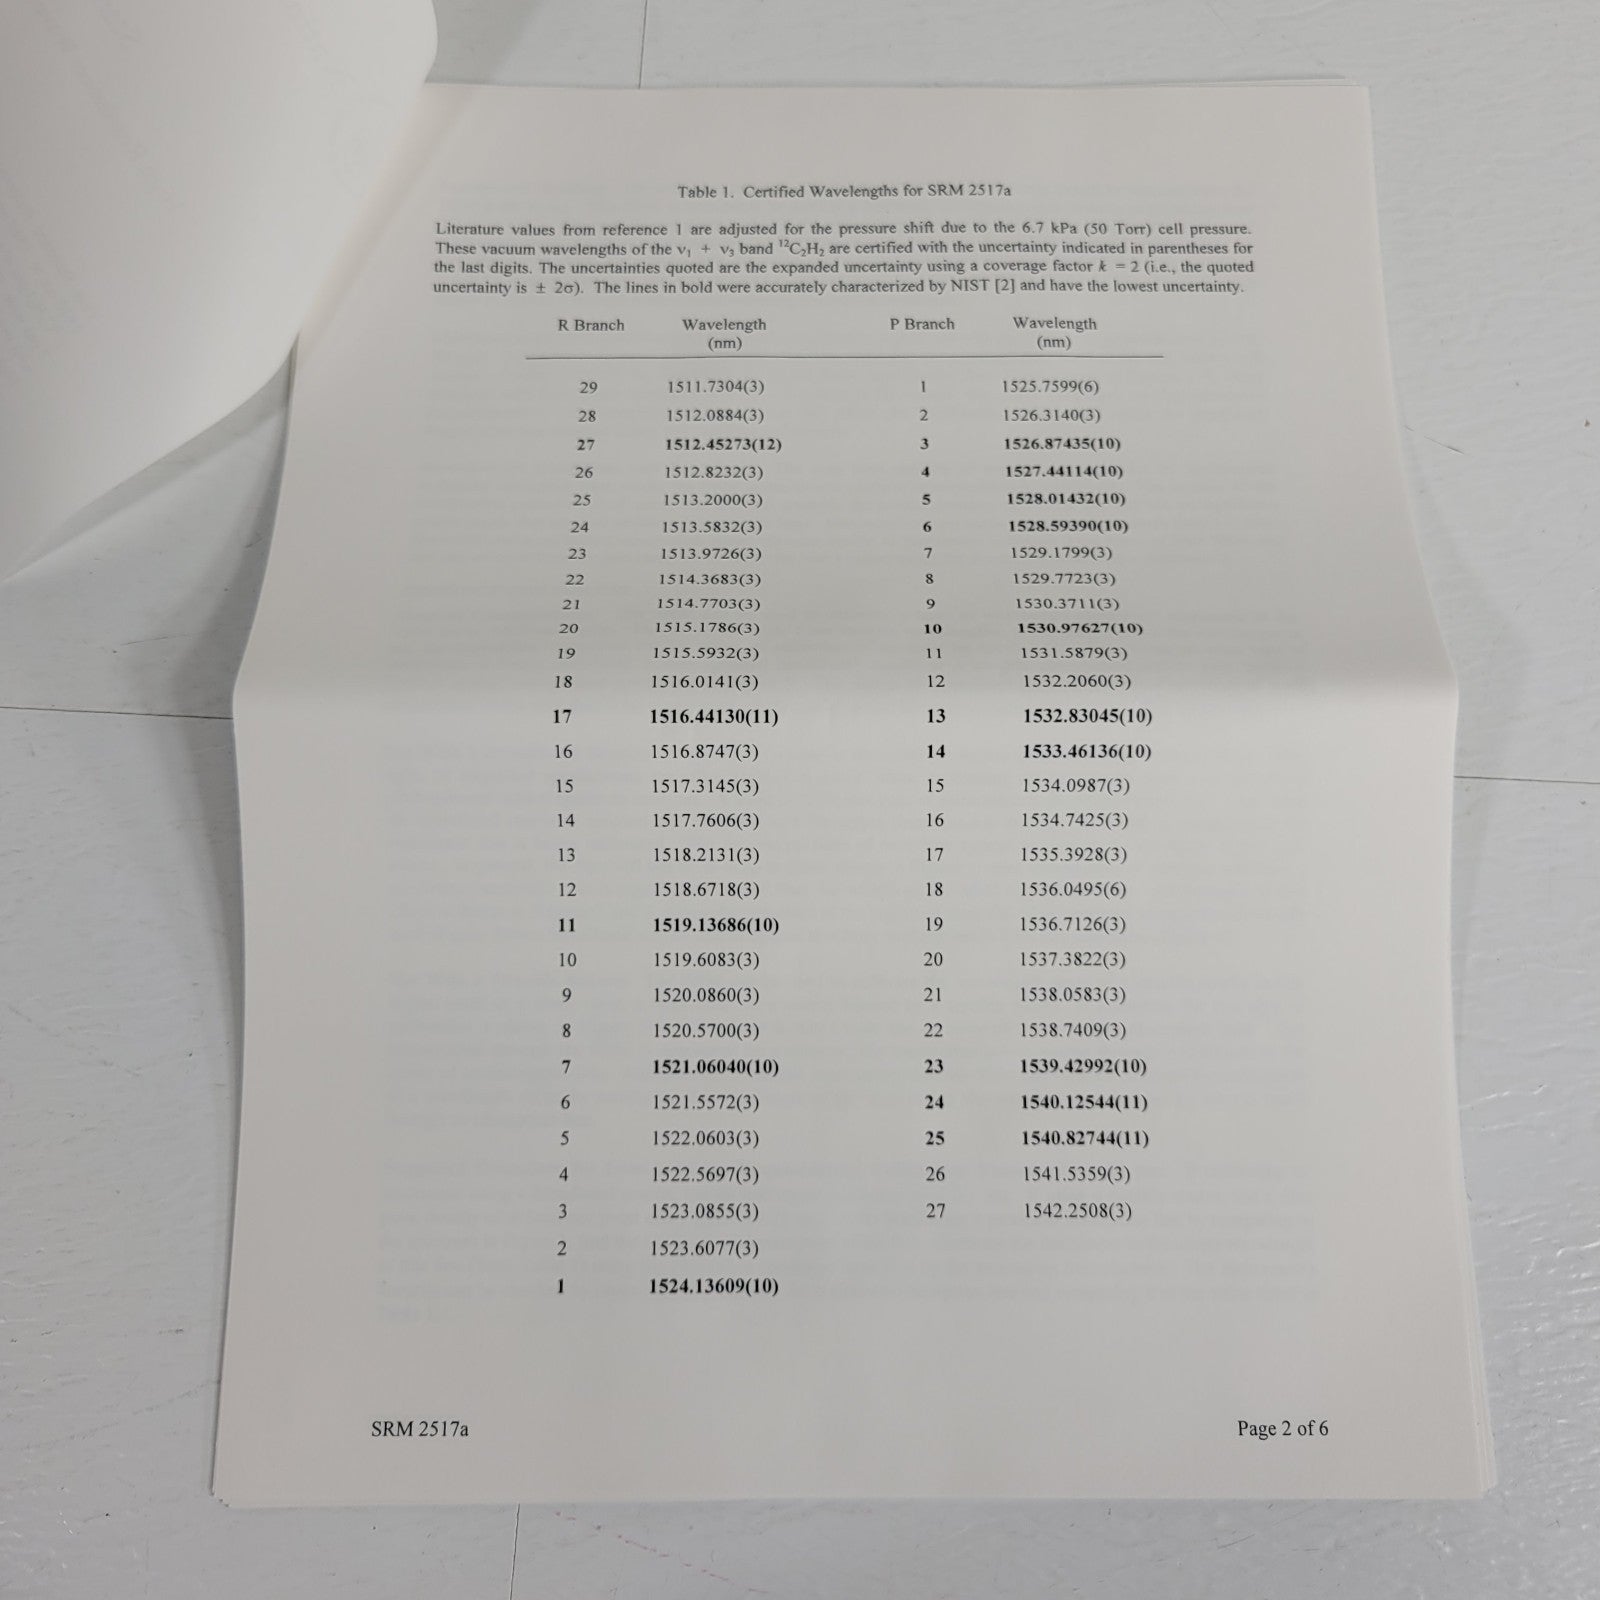 Table 1. Certified Wavelengths for SRM 2517a
Literature values from reference 1 are adjusted for the pressure shift due to the 6.7 kPa (50 Torr) cell pressure.
These vacuum wavelengths of the ν₁ + ν₃ band ¹²C₂H₂ are certified with the uncertainty indicated in parentheses for
the last digits. The uncertainties quoted are the expanded uncertainty using a coverage factor k = 2 (i.e., the quoted
uncertainty is ± 2σ). The lines in bold were accurately characterized by NIST [2] and have the lowest uncertainty.
R Branch Wavelength P Branch Wavelength
(nm) (nm)
29 1511.7304(3) 1 1525.7599(6)
28 1512.0884(3) 2 1526.3140(3)
27 1512.45273(12) 3 1526.87435(10)
26 1512.8232(3) 4 1527.44114(10)
25 1513.2000(3) 5 1528.01432(10)
24 1513.5832(3) 6 1528.59390(10)
23 1513.9726(3) 7 1529.1799(3)
22 1514.3683(3) 8 1529.7723(3)
21 1514.7703(3) 9 1530.3711(3)
20 1515.1786(3) 10 1530.97627(10)
19 1515.5932(3) 11 1531.5879(3)
18 1516.0141(3) 12 1532.2060(3)
17 1516.44130(11) 13 1532.83045(10)
16 1516.8747(3) 14 1533.46136(10)
15 1517.3145(3) 15 1534.0987(3)
14 1517.7606(3) 16 1534.7425(3)
13 1518.2131(3) 17 1535.3928(3)
12 1518.6718(3) 18 1536.0495(6)
11 1519.13686(10) 19 1536.7126(3)
10 1519.6083(3) 20 1537.3822(3)
9 1520.0860(3) 21 1538.0583(3)
8 1520.5700(3) 22 1538.7409(3)
7 1521.06040(10) 23 1539.42992(10)
6 1521.5572(3) 24 1540.12544(11)
5 1522.0603(3) 25 1540.82744(11)
4 1522.5697(3) 26 1541.5359(3)
3 1523.0855(3) 27 1542.2508(3)
2 1523.6077(3)
1 1524.13609(10)
SRM 2517a Page 2 of 6